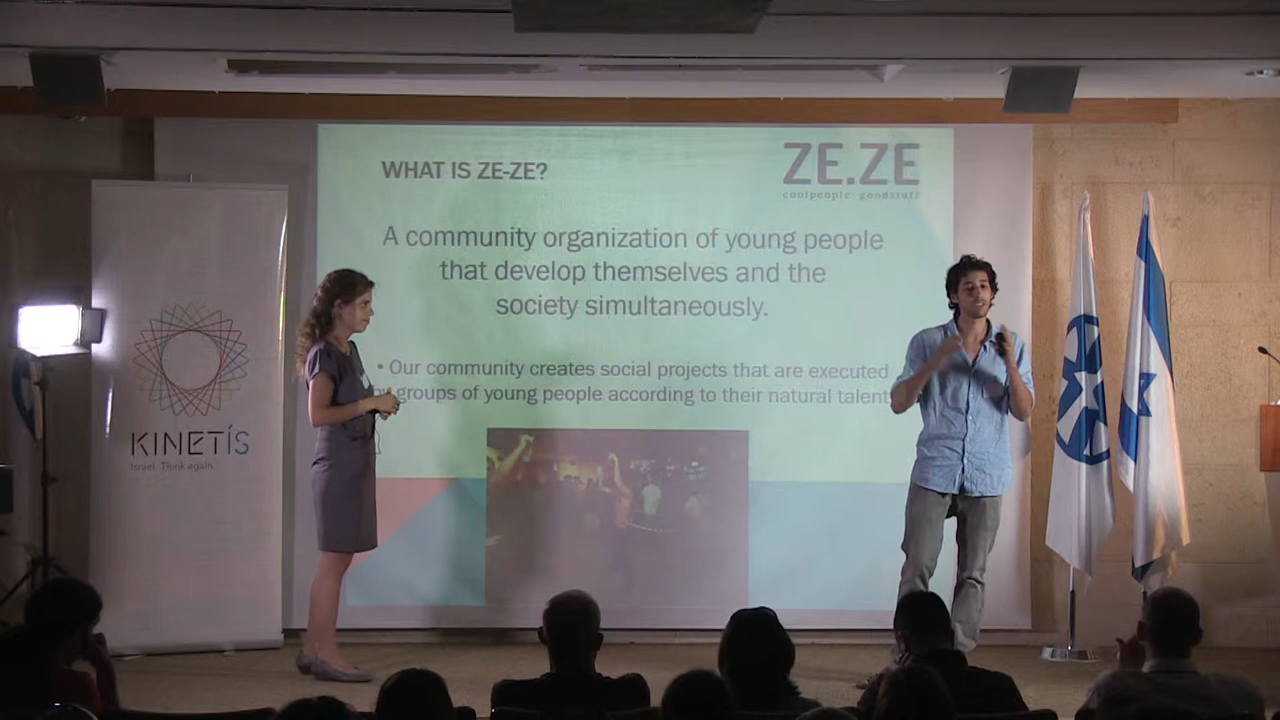 WHAT IS ZE-ZE?
ZE.ZE
coolpeople goodstuff
A community organization of young people
that develop themselves and the
society simultaneously.
• Our community creates social projects that are executed
groups of young people according to their natural talent
KINETÍS
Israel. Think again.